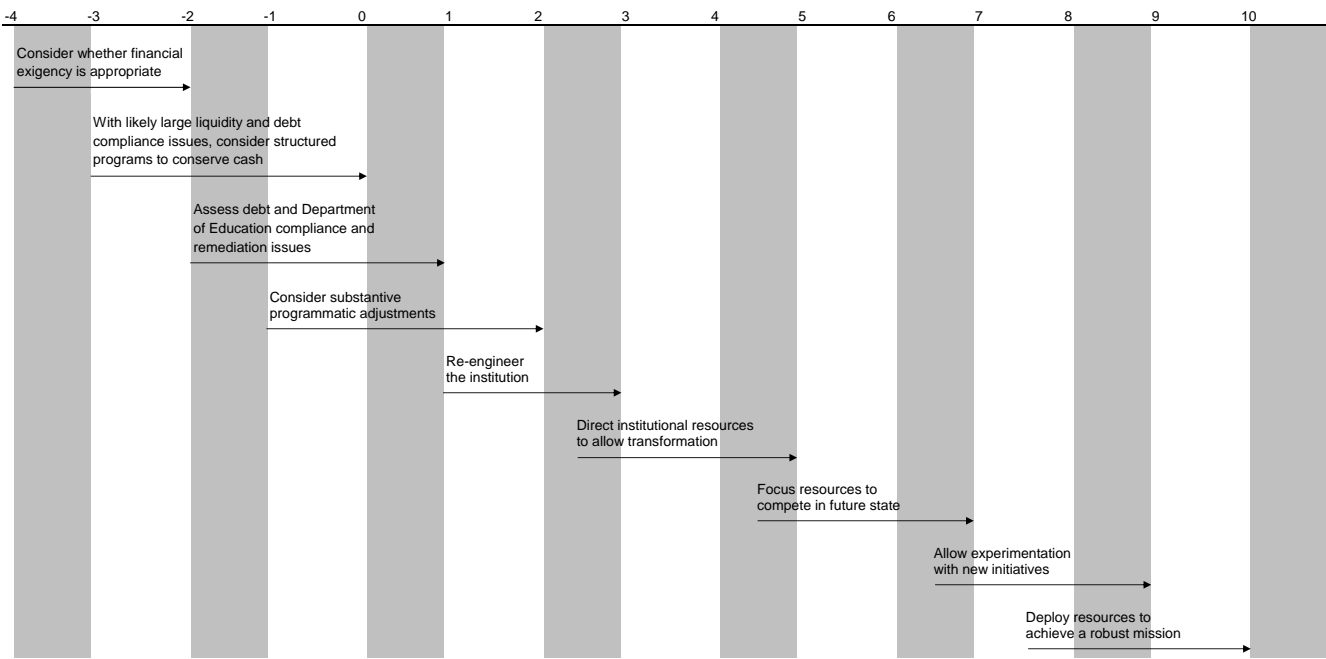 -4 -3 -2 -1 0 1 2 3 4 5 6 7 8 9 10
Consider whether financial
exigency is appropriate
With likely large liquidity and debt
compliance issues, consider structured
programs to conserve cash
Assess debt and Department
of Education compliance and
remediation issues
Consider substantive
programmatic adjustments
Re-engineer
the institution
Direct institutional resources
to allow transformation
Focus resources to
compete in future state
Allow experimentation
with new initiatives
Deploy resources to
achieve a robust mission